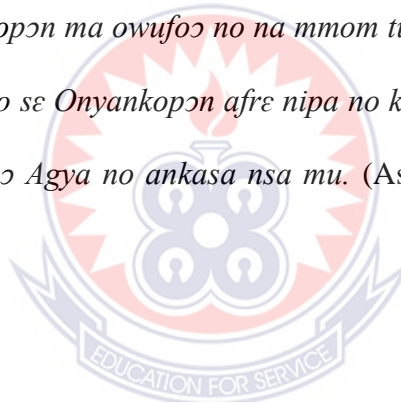 opɔn ma owufoɔ no na mmom
o sɛ Onyankopɔn afrɛ nipa no k
ɔ Agya no ankasa nsa mu. (As
EDUCATION FOR SERVICE